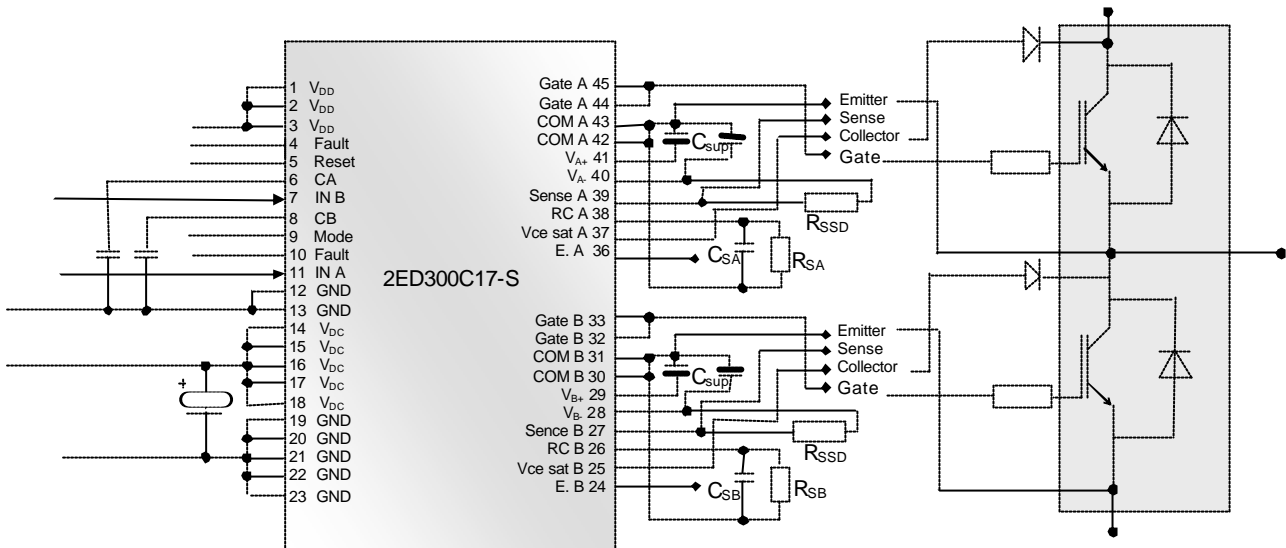 1 VDD
2 VDD
3 VDD
4 Fault
5 Reset
6 CA
7 IN B
8 CB
9 Mode
10 Fault
11 IN A
12 GND
13 GND
14 VDC
15 VDC
16 VDC
17 VDC
18 VDC
19 GND
20 GND
21 GND
22 GND
23 GND
+
2ED300C17-S
Gate A 45
Gate A 44
COM A 43
COM A 42
VA+ 41
VA- 40
Sense A 39
RC A 38
Vce sat A 37
E. A 36
Gate B 33
Gate B 32
COM B 31
COM B 30
VB+ 29
VB- 28
Sence B 27
RC B 26
Vce sat B 25
E. B 24
Csup
RSSD
CSA
RSA
Emitter
Sense
Collector
Gate
Csup
RSSD
CSB
RSB
Emitter
Sense
Collector
Gate